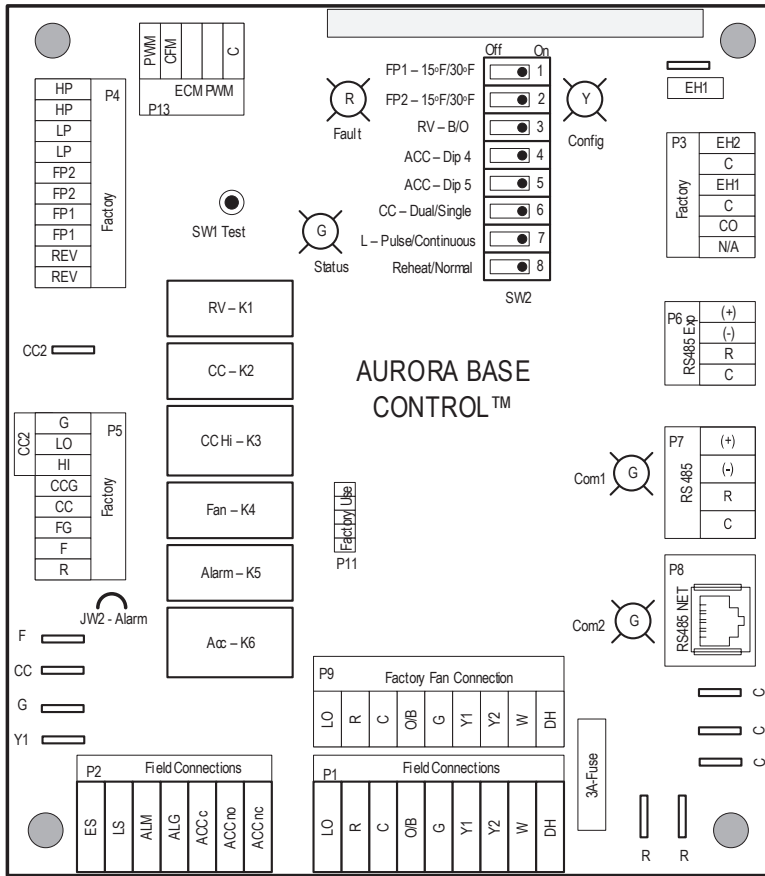 PWM
CFM
C
ECM PWM
P13
Off
On
FP1 – 15ºF/30ºF
1
FP2 – 15ºF/30ºF
2
RV – B/O
3
ACC – Dip 4
4
ACC – Dip 5
5
CC – Dual/Single
6
L – Pulse/Continuous
7
Reheat/Normal
8
SW2
R
Fault
Y
Config
G
Status
SW1 Test
EH1
P4
Factory
HP
HP
LP
LP
FP2
FP2
FP1
FP1
REV
REV
P3
Factory
EH2
C
EH1
C
CO
N/A
RV – K1
CC – K2
CC Hi – K3
Fan – K4
Alarm – K5
Acc – K6
AURORA BASE
CONTROL™
P6
RS485 Exp
(+)
(-)
R
C
CC2
CC2
P5
Factory
G
LO
HI
CCG
CC
FG
F
R
P7
RS 485
(+)
(-)
R
C
Com1
G
Factory Use
P11
P8
RS485 NET
Com2
G
JW2 - Alarm
F
CC
G
Y1
P9
Factory Fan Connection
LO
R
C
O/B
G
Y1
Y2
W
DH
C
C
C
3A-Fuse
P2
Field Connections
ES
LS
ALM
ALG
ACC c
ACC no
ACC nc
P1
Field Connections
LO
R
C
O/B
G
Y1
Y2
W
DH
R
R